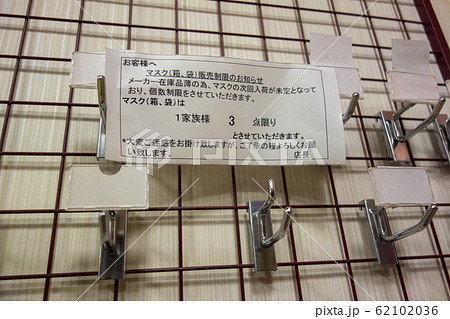 お客様へ
マスク（箱、袋）販売制限のお知らせ
メーカー在庫品薄の為、マスクの次回入荷が未定となって
おり、個数制限をさせていただきます。
マスク（箱、袋）は
1家族様 3 点限り
とさせていただきます。
*大変ご迷惑をお掛け致しますが、ご了承の程よろしくお願
い致します。 店長
pixta.jp - 62102036